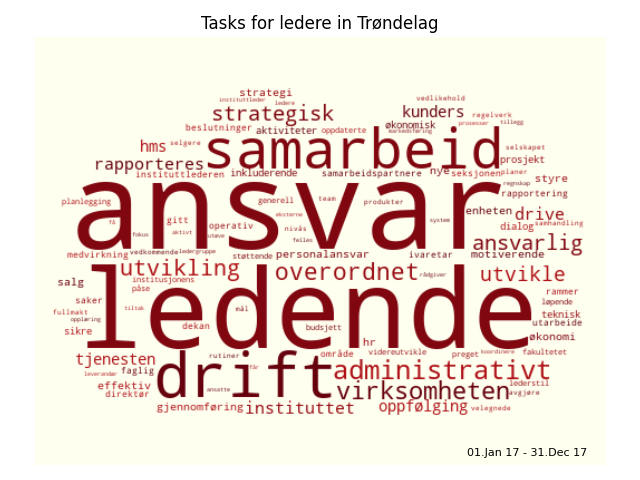 Tasks for ledere in Trøndelag
strategi vedlikehold
instituttleder ledere
strategisk kunders regelverk
beslutninger aktiviteter oppdaterte økonomisk prosesser tillegg
markedsføring
hms selgere samarbeid selskapet
rapporteres nye prosjekt
instituttlederen inkluderende samarbeidspartnere seksjonen planer
styre
regnskap
ansvar rapportering
planlegging generell team produkter
enheten drive
få gitt operativ eksterne system dialog samhandling
fokus aktivt utøve nivås felles ansvarlig
medvirkning vedkommende ledergruppe støttende personalansvar ivaretar motiverende
utvikling overordnet rådgiver utvikle
salg institusjonens
påse rammer
saker ledende løpende
fullmakt tiltak mål teknisk
opplæring
sikre dekan budsjett utarbeide
hr økonomi
tjenesten rutiner område videreutvikle preget koordinere fakultetet
faglig drift får administrativt
leverandør
effektiv ansatte virksomheten lederstil
direktør avgjøre
gjennomføring instituttet oppfølging velegnede
01.Jan 17 - 31.Dec 17